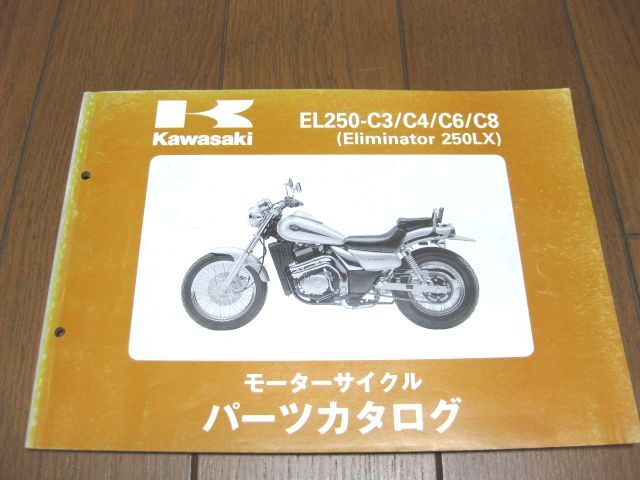 Kawasaki
EL250-C3/C4/C6/C8
(Eliminator 250LX)
モーターサイクル
パーツカタログ